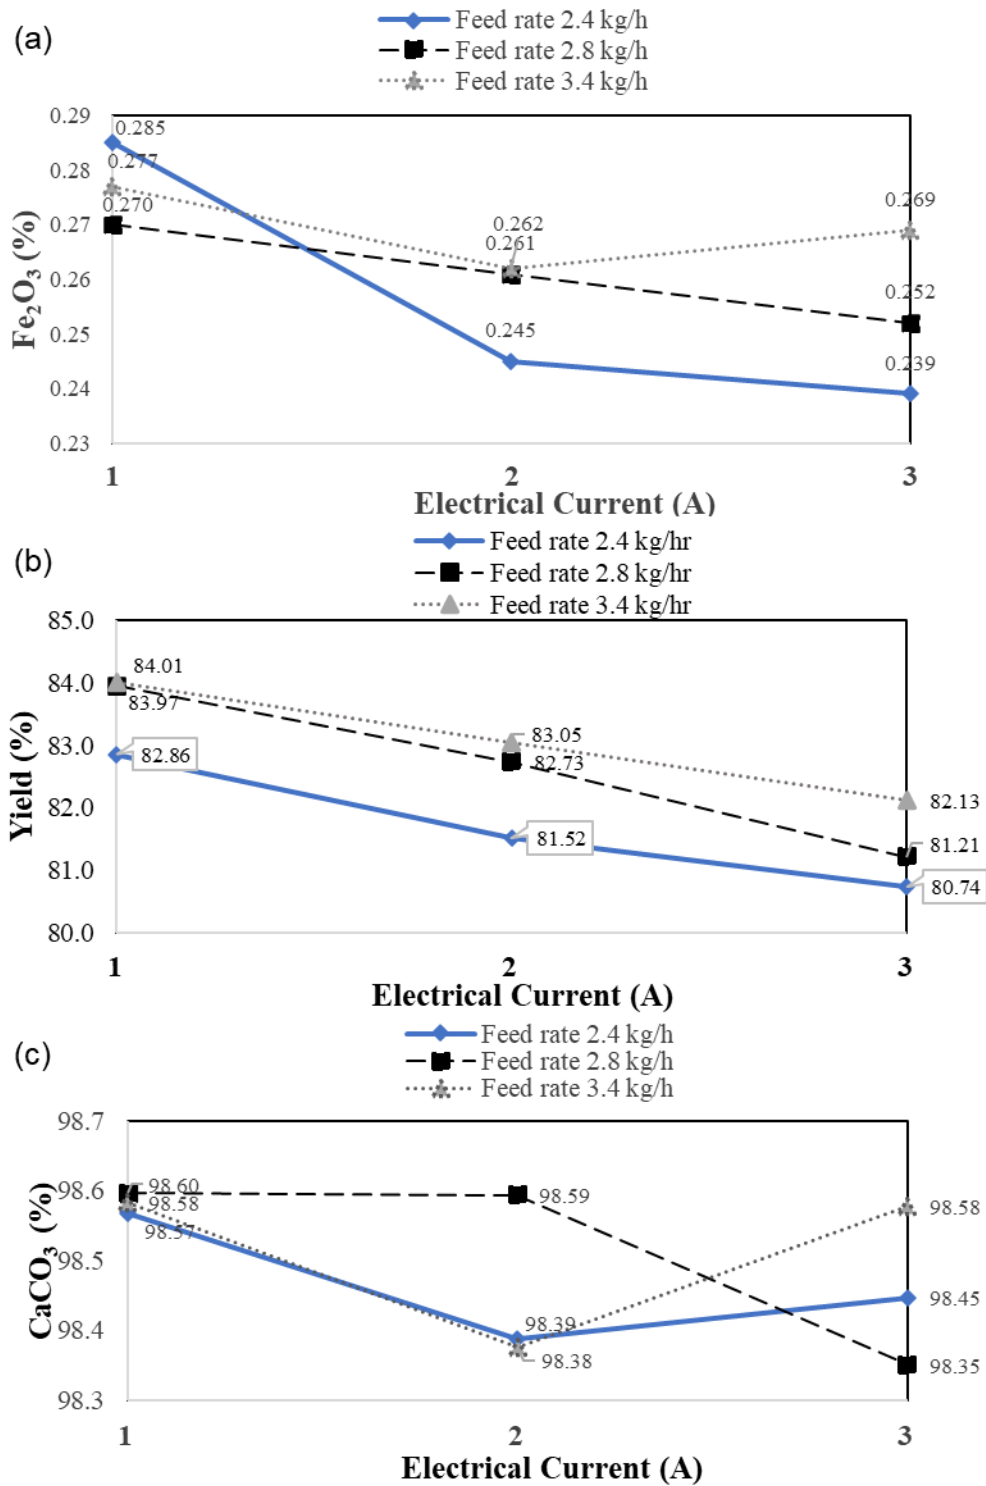 (a)
Feed rate 2.4 kg/h
Feed rate 2.8 kg/h
Feed rate 3.4 kg/h
Fe₂O₃ (%)
0.29
0.28
0.27
0.26
0.25
0.24
0.23
0.285
0.277
0.270
0.262
0.261
0.245
0.269
0.252
0.239
1 2 3
Electrical Current (A)
(b)
Feed rate 2.4 kg/hr
Feed rate 2.8 kg/hr
Feed rate 3.4 kg/hr
Yield (%)
85.0
84.0
83.0
82.0
81.0
80.0
84.01
83.97
82.86
83.05
82.73
81.52
82.13
81.21
80.74
1 2 3
Electrical Current (A)
(c)
Feed rate 2.4 kg/h
Feed rate 2.8 kg/h
Feed rate 3.4 kg/h
CaCO₃ (%)
98.7
98.6
98.5
98.4
98.3
98.60
98.58
98.57
98.59
98.39
98.38
98.58
98.45
98.35
1 2 3
Electrical Current (A)